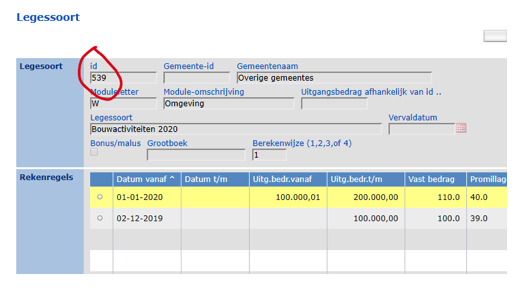 Legessoort
Legesoort
id Gemeente-id Gemeentenaam
539 Overige gemeentes
Moduleletter Module-omschrijving Uitgangsbedrag afhankelijk van id ..
W Omgeving
Legessoort Vervaldatum
Bouwactiviteiten 2020
Bonus/malus Grootboek Berekenwijze (1,2,3,of 4)
1
Rekenregels Datum vanaf ^ Datum t/m Uitg.bedr.vanaf Uitg.bedr.t/m Vast bedrag Promillag
01-01-2020 100.000,01 200.000,00 110.0 40.0
02-12-2019 100.000,00 100.0 39.0